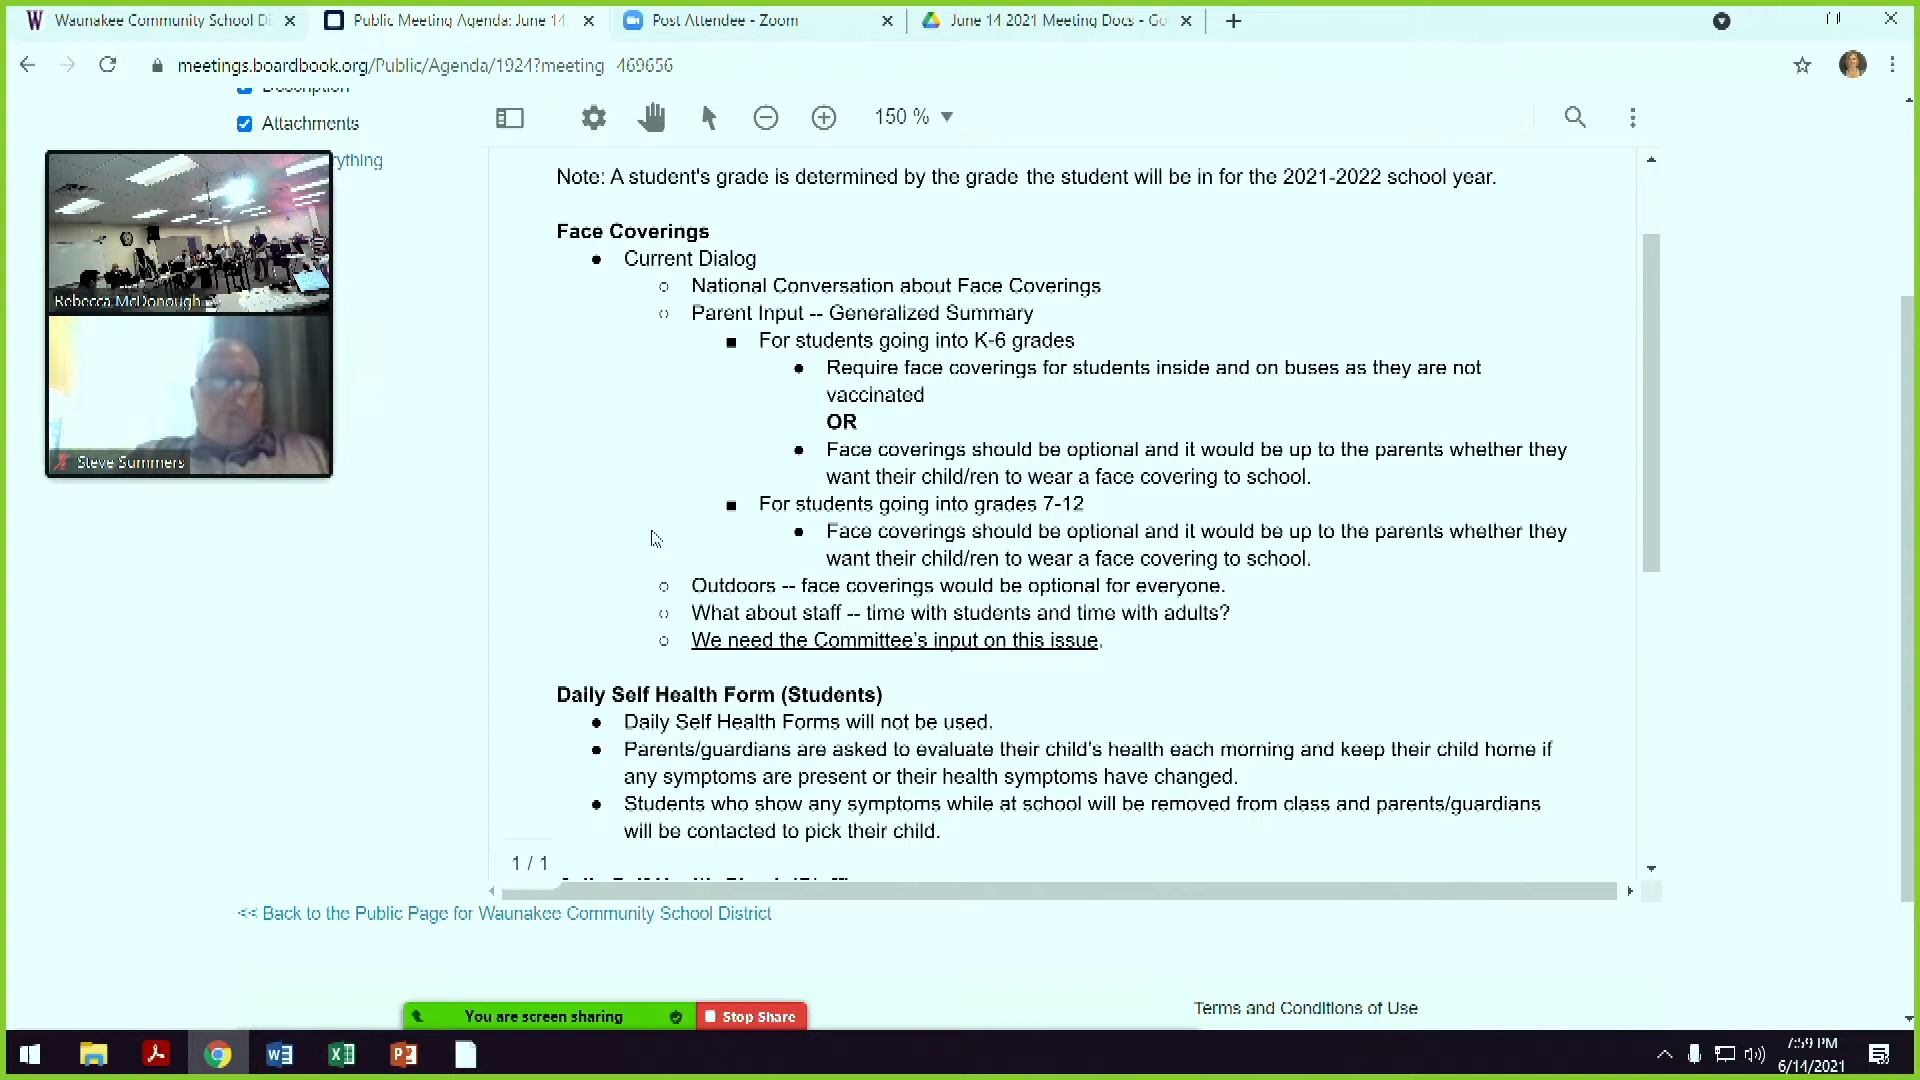 Waunakee Community School Di
Public Meeting Agenda: June 14
Post Attendee - Zoom
June 14 2021 Meeting Docs - Go
meetings.boardbook.org/Public/Agenda/1924?meeting 469656
Description
Attachments
rything
150 %
Rebecca McDonough
Steve Summers
Note: A student's grade is determined by the grade the student will be in for the 2021-2022 school year.
Face Coverings
● Current Dialog
○ National Conversation about Face Coverings
○ Parent Input -- Generalized Summary
■ For students going into K-6 grades
● Require face coverings for students inside and on buses as they are not
vaccinated
OR
● Face coverings should be optional and it would be up to the parents whether they
want their child/ren to wear a face covering to school.
■ For students going into grades 7-12
● Face coverings should be optional and it would be up to the parents whether they
want their child/ren to wear a face covering to school.
○ Outdoors -- face coverings would be optional for everyone.
○ What about staff -- time with students and time with adults?
○ We need the Committee's input on this issue.
Daily Self Health Form (Students)
● Daily Self Health Forms will not be used.
● Parents/guardians are asked to evaluate their child's health each morning and keep their child home if
any symptoms are present or their health symptoms have changed.
● Students who show any symptoms while at school will be removed from class and parents/guardians
will be contacted to pick their child.
1 / 1
<< Back to the Public Page for Waunakee Community School District
Terms and Conditions of Use
You are screen sharing
Stop Share
7:59 PM
6/14/2021